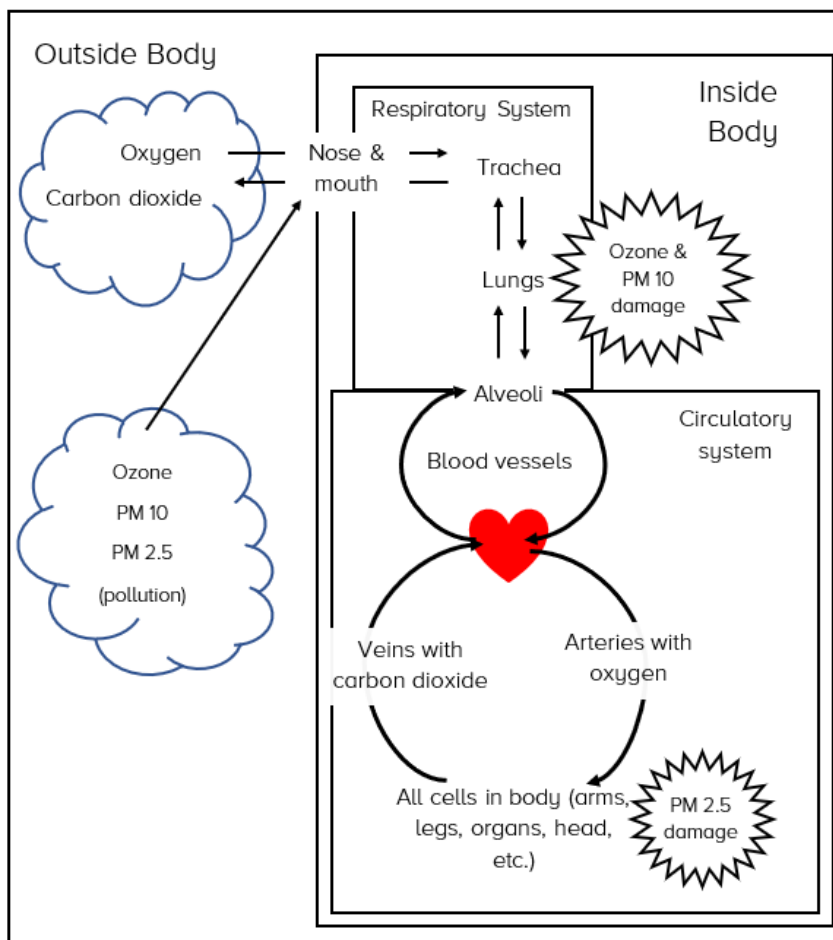 Outside Body
Inside
Body
Respiratory System
Oxygen
Carbon dioxide
Nose &
mouth
Trachea
Lungs
Ozone &
PM 10
damage
Alveoli
Circulatory
system
Blood vessels
Ozone
PM 10
PM 2.5
(pollution)
Veins with
carbon dioxide
Arteries with
oxygen
All cells in body (arms,
legs, organs, head,
etc.)
PM 2.5
damage